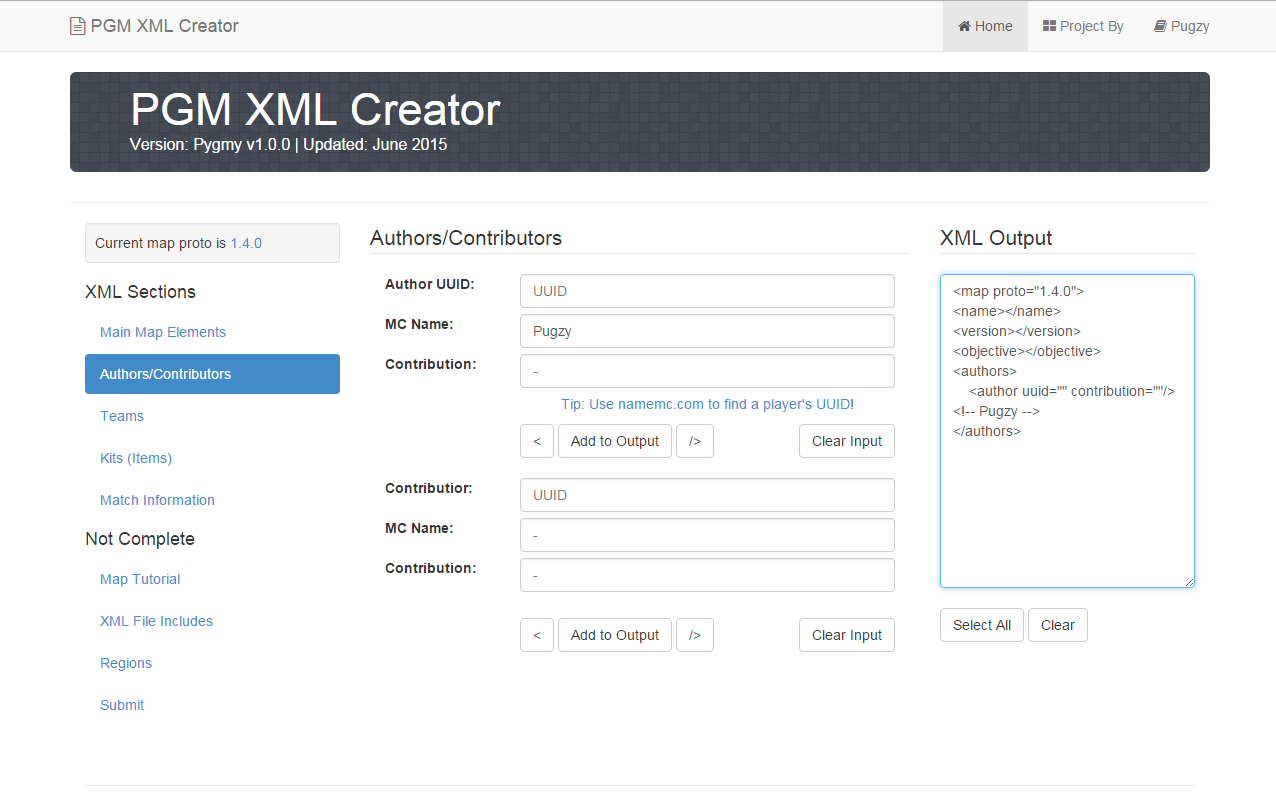 PGM XML Creator
Home
Project By
Pugzy
PGM XML Creator
Version: Pygmy v1.0.0 | Updated: June 2015
Current map proto is 1.4.0
XML Sections
Main Map Elements
Authors/Contributors
Teams
Kits (Items)
Match Information
Not Complete
Map Tutorial
XML File Includes
Regions
Submit
Authors/Contributors
Author UUID:
UUID
MC Name:
Pugzy
Contribution:
-
Tip: Use namemc.com to find a player's UUID!
<
Add to Output
/>
Clear Input
Contributior:
UUID
MC Name:
-
Contribution:
-
<
Add to Output
/>
Clear Input
XML Output
<map proto="1.4.0">
<name></name>
<version></version>
<objective></objective>
<authors>
<author uuid="" contribution=""/>
<!-- Pugzy -->
</authors>
Select All
Clear